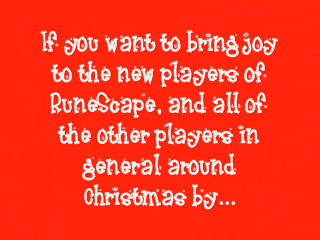 If you want to bring joy
to the new players of
RuneScape, and all of
the other players in
general around
Christmas by...